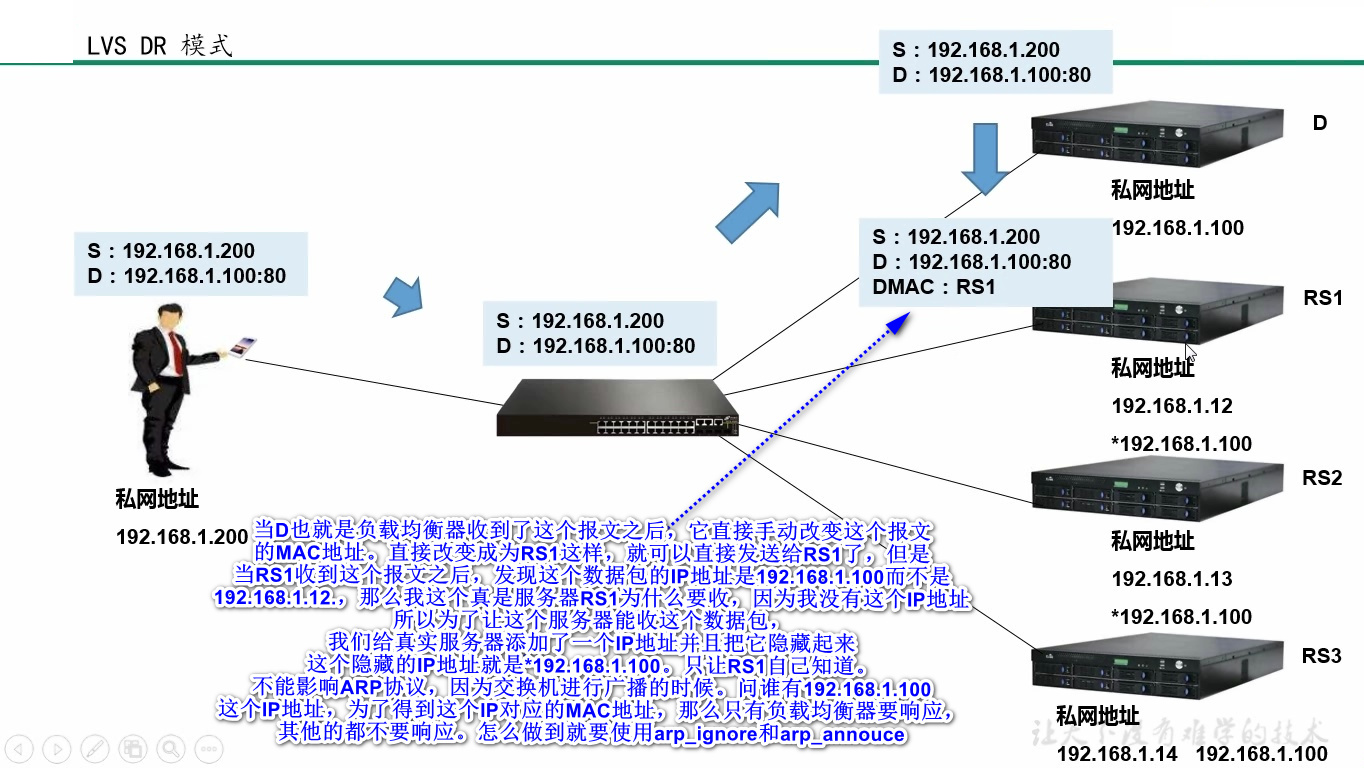 LVS DR 模式
S：192.168.1.200
D：192.168.1.100:80
D
私网地址
192.168.1.100
S：192.168.1.200
D：192.168.1.100:80
S：192.168.1.200
D：192.168.1.100:80
DMAC：RS1
RS1
S：192.168.1.200
D：192.168.1.100:80
私网地址
192.168.1.12
*192.168.1.100
RS2
私网地址
192.168.1.200
私网地址
192.168.1.13
*192.168.1.100
当D也就是负载均衡器收到了这个报文之后，它直接手动改变这个报文
的MAC地址。直接改变成为RS1这样，就可以直接发送给RS1了，但是
当RS1收到这个报文之后，发现这个数据包的IP地址是192.168.1.100而不是
192.168.1.12.，那么我这个真是服务器RS1为什么要收，因为我没有这个IP地址
所以为了让这个服务器能收这个数据包，
我们给真实服务器添加了一个IP地址并且把它隐藏起来
这个隐藏的IP地址就是*192.168.1.100。只让RS1自己知道。
不能影响ARP协议，因为交换机进行广播的时候。问谁有192.168.1.100
这个IP地址，为了得到这个IP对应的MAC地址，那么只有负载均衡器要响应，
其他的都不要响应。怎么做到就要使用arp_ignore和arp_annouce
RS3
私网地址
192.168.1.14 192.168.1.100
让天下没有难学的技术